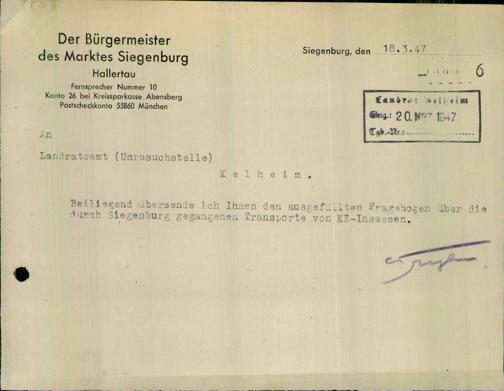 Der Bürgermeister
des Marktes Siegenburg
Hallertau
Fernsprecher Nummer 10
Konto 26 bei Kreissparkasse Abensberg
Postscheckkonto 55860 München
Siegenburg, den 18.3.47
6
Landrat Kelheim
Eing.: 20. MRZ 1947
Tgb.-Nr.:
An
Landratsamt (Unrasuchstelle)
Kelheim.
Beiliegend übersende ich Ihnen den ausgefüllten Fragebogen über die
durch Siegenburg gegangenen Transporte von KZ-Insassen.